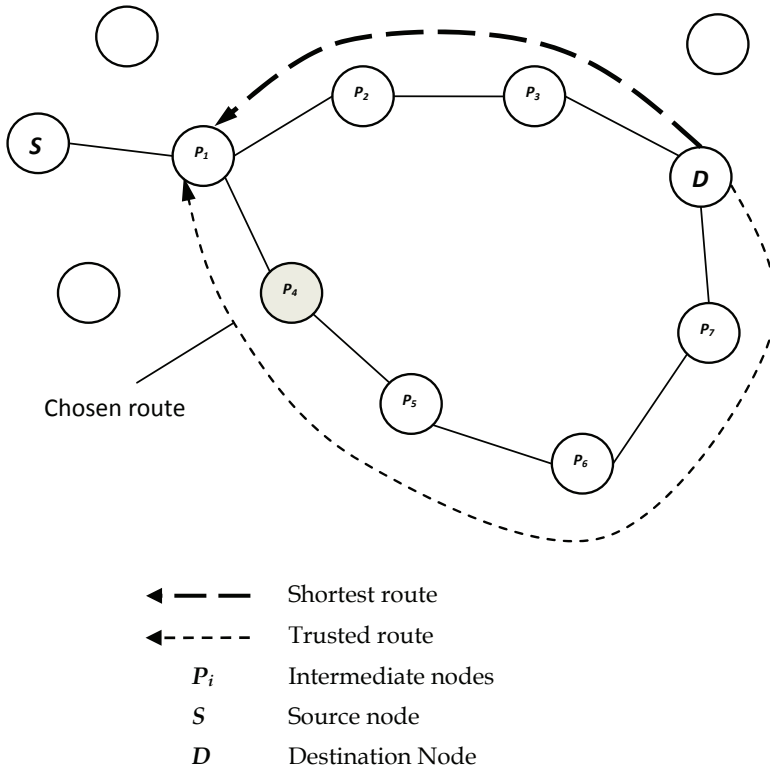 P2
P3
S
P1
D
P4
P7
Chosen route
P5
P6
Shortest route
Trusted route
Pi Intermediate nodes
S Source node
D Destination Node